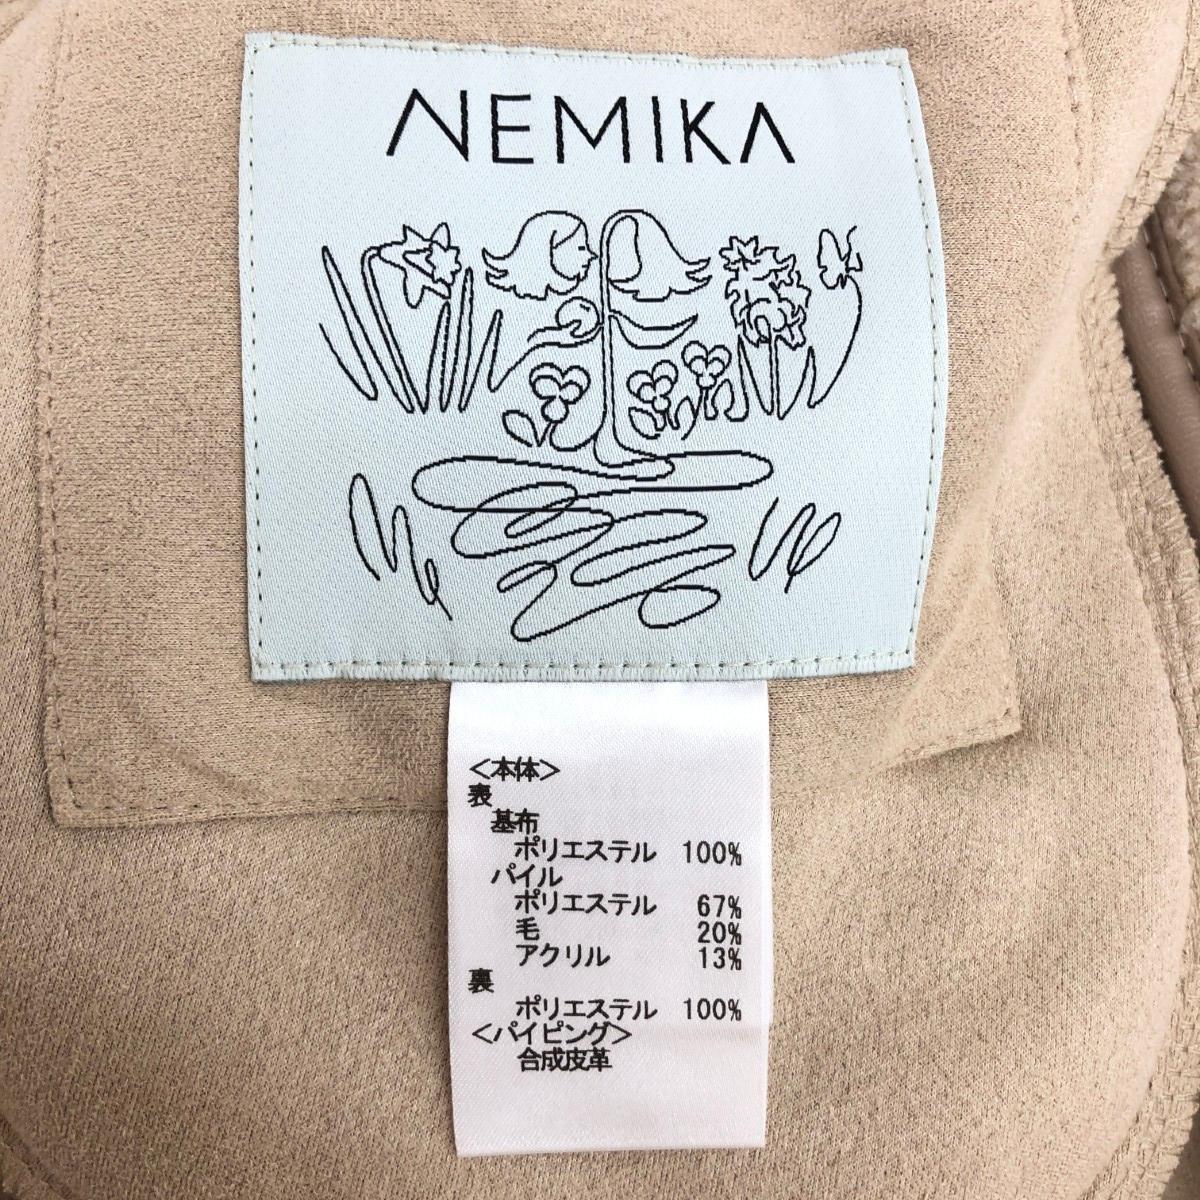 NEMIKA
<本体>
表
基布
ポリエステル 100%
パイル
ポリエステル 67%
毛 20%
アクリル 13%
裏
ポリエステル 100%
<パイピング>
合成皮革